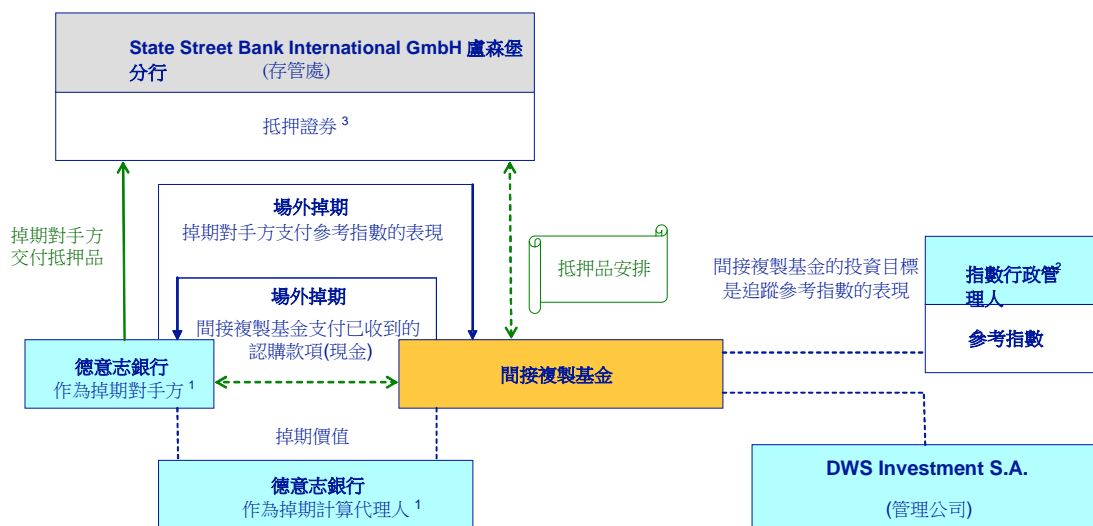 State Street Bank International GmbH 盧森堡
分行 (存管處)
抵押證券 3
場外掉期
掉期對手方支付參考指數的表現
掉期對手方
交付抵押品
抵押品安排
間接複製基金的投資目標
是追蹤參考指數的表現
指數行政管2
理人
參考指數
場外掉期
間接複製基金支付已收到的
認購款項(現金)
德意志銀行
作為掉期對手方 1
間接複製基金
掉期價值
德意志銀行
作為掉期計算代理人 1
DWS Investment S.A.
(管理公司)